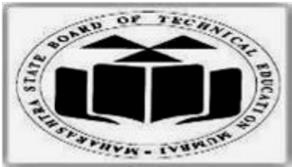 MAHARASHTRA STATE BOARD OF TECHNICAL EDUCATION MUMBAI •